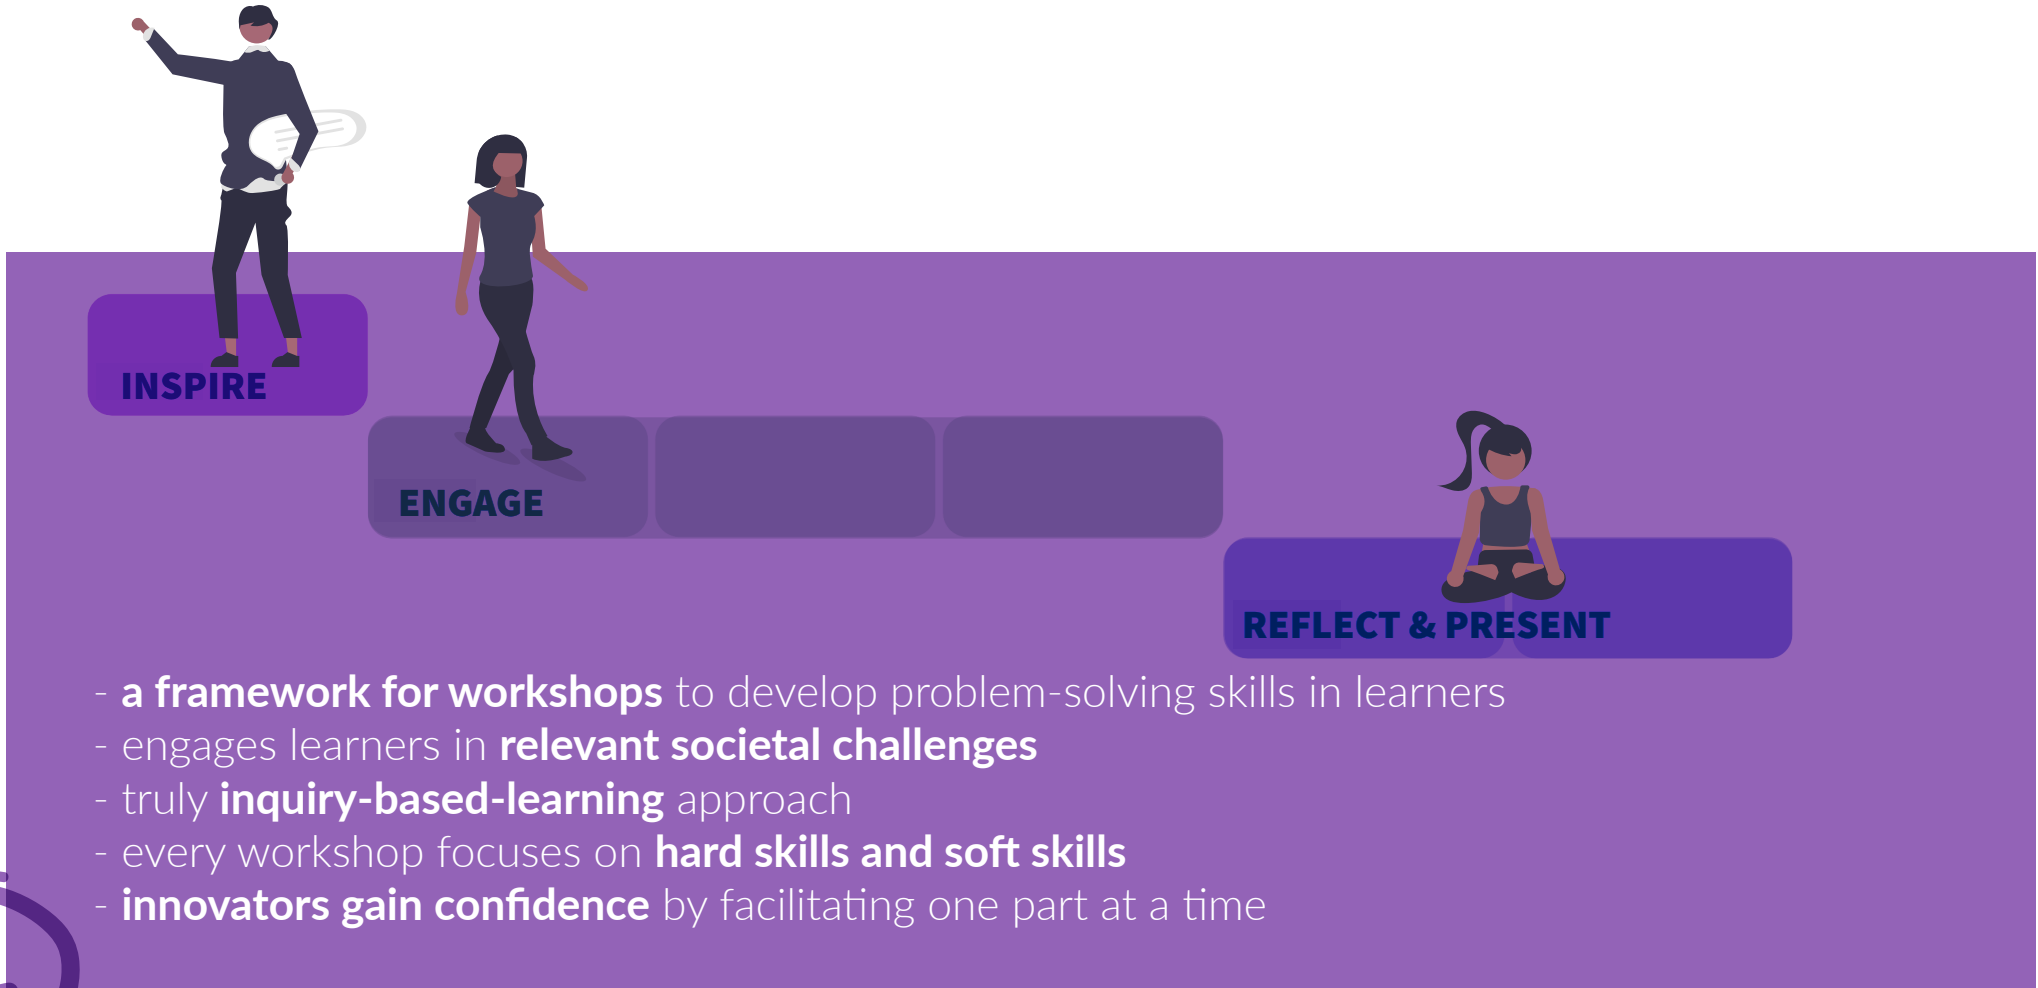 INSPIRE
ENGAGE
REFLECT & PRESENT
- a framework for workshops to develop problem-solving skills in learners
- engages learners in relevant societal challenges
- truly inquiry-based-learning approach
- every workshop focuses on hard skills and soft skills
- innovators gain confidence by facilitating one part at a time